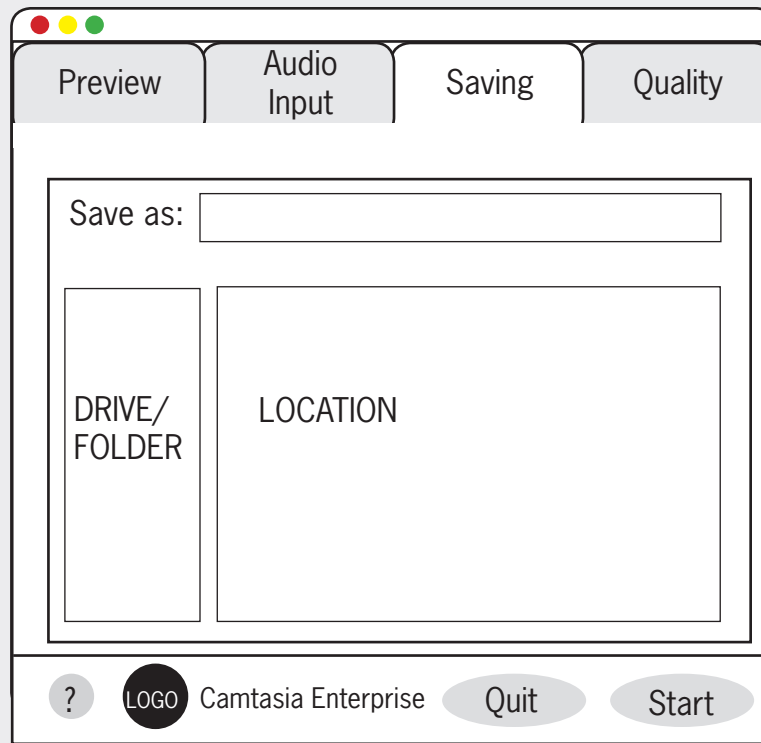 Preview
Audio
Input
Saving
Quality
Save as:
DRIVE/
FOLDER
LOCATION
?
LOGO
Camtasia Enterprise
Quit
Start